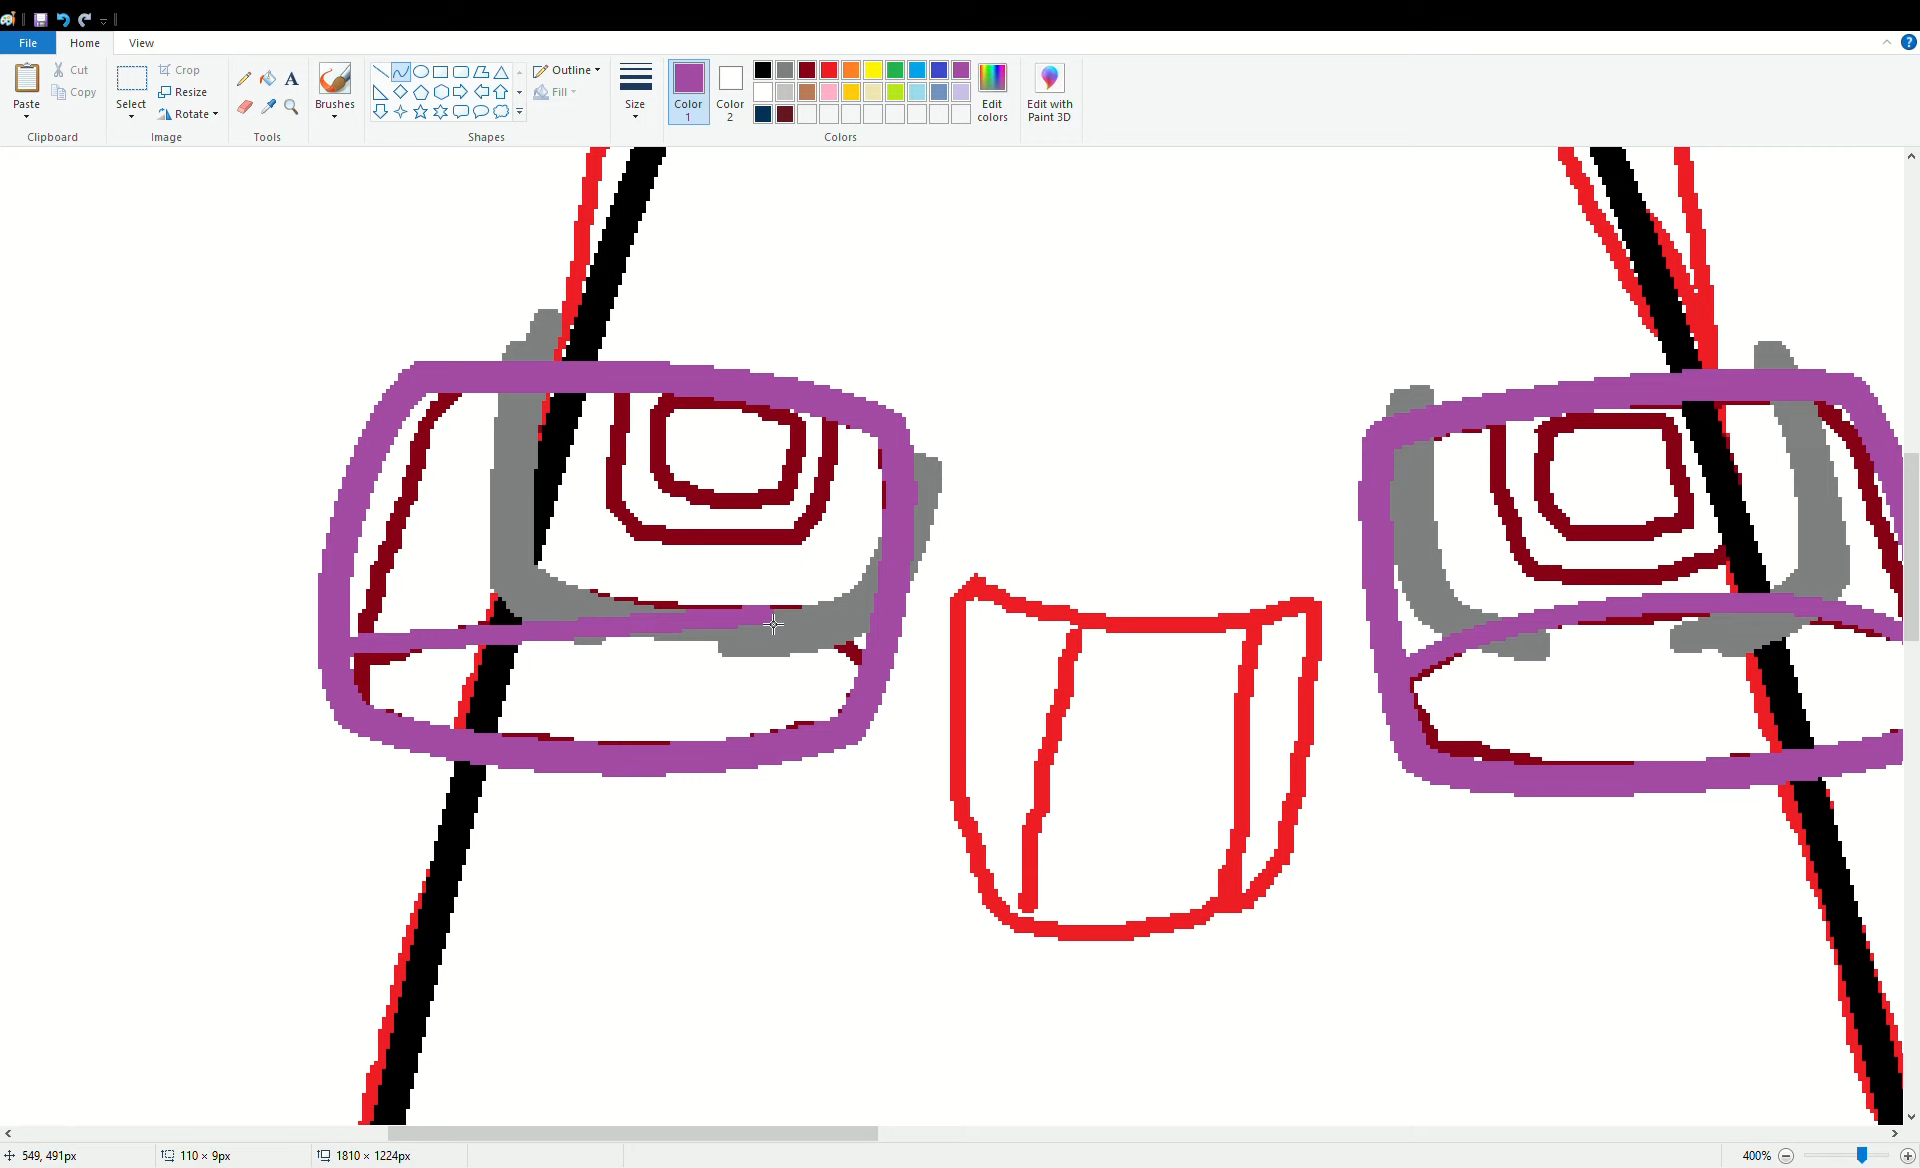 File Home View
Paste
Cut
Copy
Clipboard
Select
Crop
Resize
Rotate
Image
A
Tools
Brushes
Shapes
Outline
Fill
Size
Color 1
Color 2
Edit colors
Colors
Edit with Paint 3D
?
549, 491px 110 × 9px 1810 × 1224px 400%